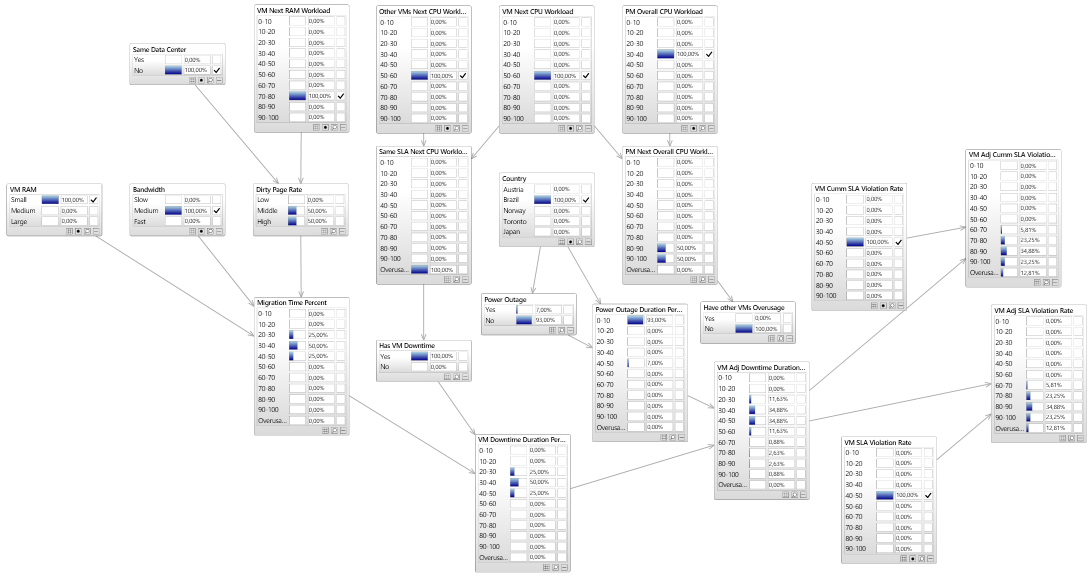 VM Next RAM Workload
0-10 0,00%
10-20 0,00%
20-30 0,00%
30-40 0,00%
40-50 0,00%
50-60 0,00%
60-70 0,00%
70-80 100,00%
80-90 0,00%
90-100 0,00%
Other VMs Next CPU Workl...
0-10 0,00%
10-20 0,00%
20-30 0,00%
30-40 0,00%
40-50 0,00%
50-60 100,00%
60-70 0,00%
70-80 0,00%
80-90 0,00%
90-100 0,00%
VM Next CPU Workload
0-10 0,00%
10-20 0,00%
20-30 0,00%
30-40 0,00%
40-50 0,00%
50-60 100,00%
60-70 0,00%
70-80 0,00%
80-90 0,00%
90-100 0,00%
PM Overall CPU Workload
0-10 0,00%
10-20 0,00%
20-30 0,00%
30-40 100,00%
40-50 0,00%
50-60 0,00%
60-70 0,00%
70-80 0,00%
80-90 0,00%
90-100 0,00%
Same Data Center
Yes 0,00%
No 100,00%
Same SLA Next CPU Worklo...
0-10 0,00%
10-20 0,00%
20-30 0,00%
30-40 0,00%
40-50 0,00%
50-60 0,00%
60-70 0,00%
70-80 0,00%
80-90 0,00%
90-100 0,00%
Overusa... 100,00%
PM Next Overall CPU Workl...
0-10 0,00%
10-20 0,00%
20-30 0,00%
30-40 0,00%
40-50 0,00%
50-60 0,00%
60-70 0,00%
70-80 0,00%
80-90 50,00%
90-100 50,00%
Overusa... 0,00%
VM Adj Cumm SLA Violatio...
0-10 0,00%
10-20 0,00%
20-30 0,00%
30-40 0,00%
40-50 0,00%
50-60 0,00%
60-70 5,81%
70-80 23,25%
80-90 34,88%
90-100 23,25%
Overusa... 12,81%
Country
Austria 0,00%
Brazil 100,00%
Norway 0,00%
Toronto 0,00%
Japan 0,00%
VM RAM
Small 100,00%
Medium 0,00%
Large 0,00%
Bandwidth
Slow 0,00%
Medium 100,00%
Fast 0,00%
Dirty Page Rate
Low 0,00%
Middle 50,00%
High 50,00%
VM Cumm SLA Violation Rate
0-10 0,00%
10-20 0,00%
20-30 0,00%
30-40 0,00%
40-50 100,00%
50-60 0,00%
60-70 0,00%
70-80 0,00%
80-90 0,00%
90-100 0,00%
Migration Time Percent
0-10 0,00%
10-20 0,00%
20-30 25,00%
30-40 50,00%
40-50 25,00%
50-60 0,00%
60-70 0,00%
70-80 0,00%
80-90 0,00%
90-100 0,00%
Overusa... 0,00%
Power Outage
Yes 7,00%
No 93,00%
Power Outage Duration Per...
0-10 93,00%
10-20 0,00%
20-30 0,00%
30-40 0,00%
40-50 7,00%
50-60 0,00%
60-70 0,00%
70-80 0,00%
80-90 0,00%
90-100 0,00%
Overusa... 0,00%
Have other VMs Overusage
Yes 0,00%
No 100,00%
VM Adj SLA Violation Rate
0-10 0,00%
10-20 0,00%
20-30 0,00%
30-40 0,00%
40-50 0,00%
50-60 0,00%
60-70 5,81%
70-80 23,25%
80-90 34,88%
90-100 23,25%
Overusa... 12,81%
Has VM Downtime
Yes 100,00%
No 0,00%
VM Adj Downtime Duration...
0-10 0,00%
10-20 0,00%
20-30 11,63%
30-40 34,88%
40-50 34,88%
50-60 11,63%
60-70 0,88%
70-80 2,63%
80-90 2,63%
90-100 0,88%
Overusa... 0,00%
VM Downtime Duration Per...
0-10 0,00%
10-20 0,00%
20-30 25,00%
30-40 50,00%
40-50 25,00%
50-60 0,00%
60-70 0,00%
70-80 0,00%
80-90 0,00%
90-100 0,00%
Overusa... 0,00%
VM SLA Violation Rate
0-10 0,00%
10-20 0,00%
20-30 0,00%
30-40 0,00%
40-50 100,00%
50-60 0,00%
60-70 0,00%
70-80 0,00%
80-90 0,00%
90-100 0,00%